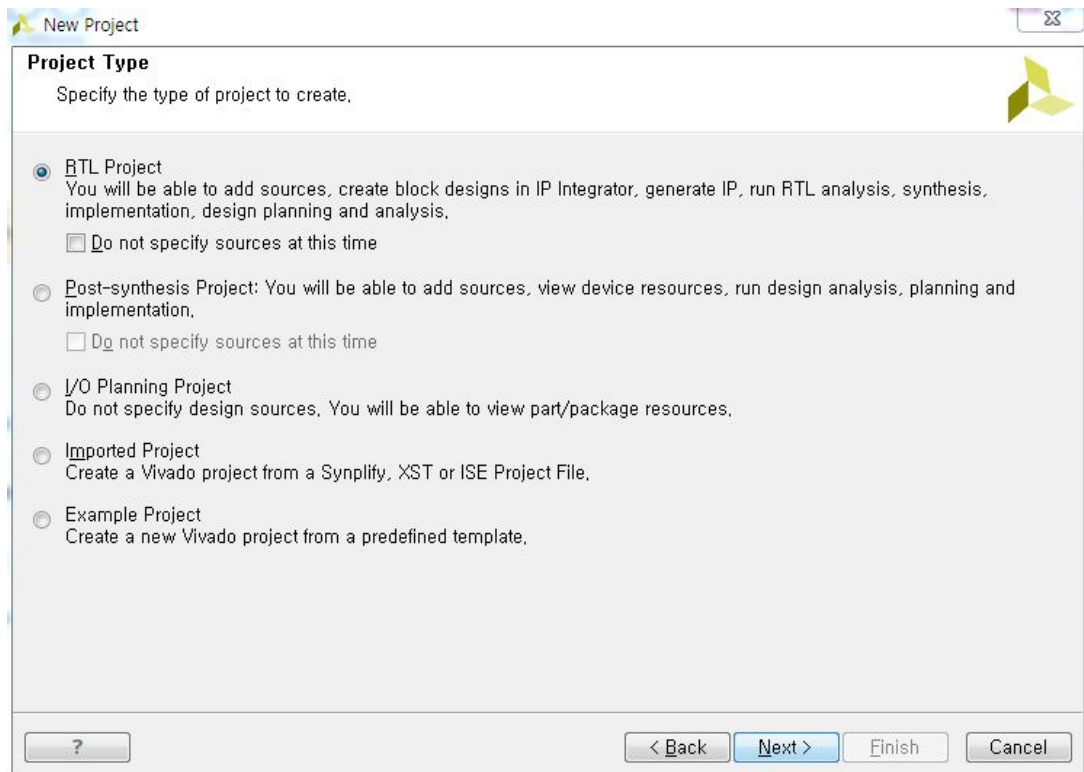 New Project
Project Type
Specify the type of project to create,
RTL Project
You will be able to add sources, create block designs in IP Integrator, generate IP, run RTL analysis, synthesis,
implementation, design planning and analysis,
Do not specify sources at this time
Post-synthesis Project: You will be able to add sources, view device resources, run design analysis, planning and
implementation,
Do not specify sources at this time
I/O Planning Project
Do not specify design sources, You will be able to view part/package resources,
Imported Project
Create a Vivado project from a Synplify, XST or ISE Project File,
Example Project
Create a new Vivado project from a predefined template,
? < Back Next > Finish Cancel